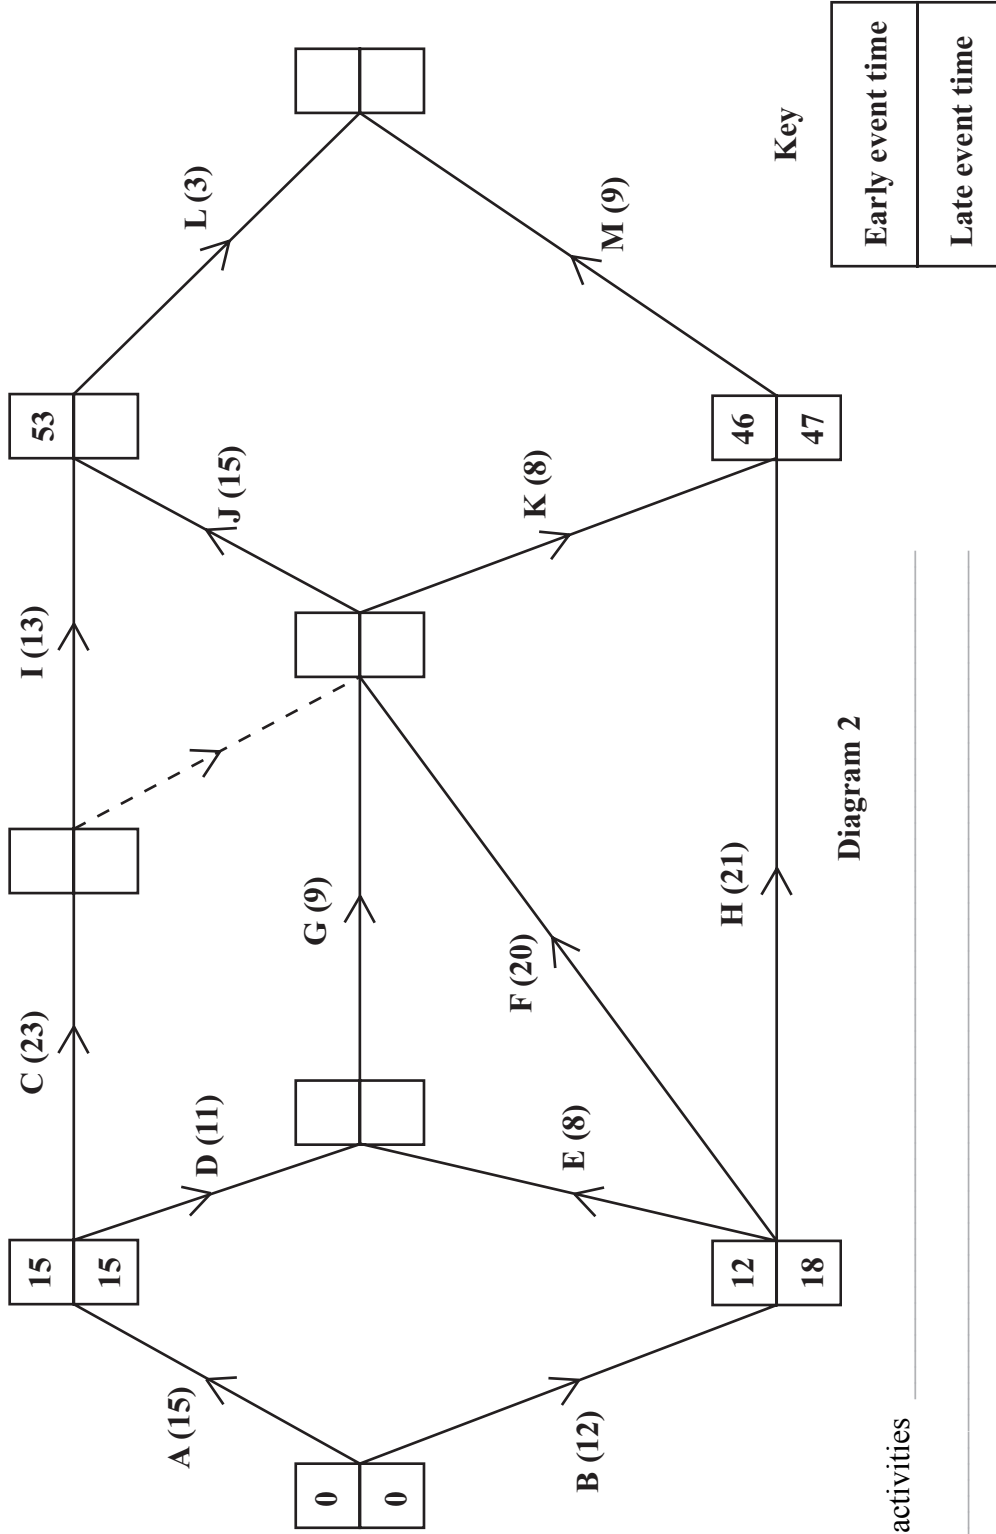 A (15)
B (12)
C (23)
D (11)
E (8)
F (20)
G (9)
H (21)
I (13)
J (15)
K (8)
L (3)
M (9)
0
0
15
15
12
18
53
46
47
Key
Early event time
Late event time
Diagram 2
activities